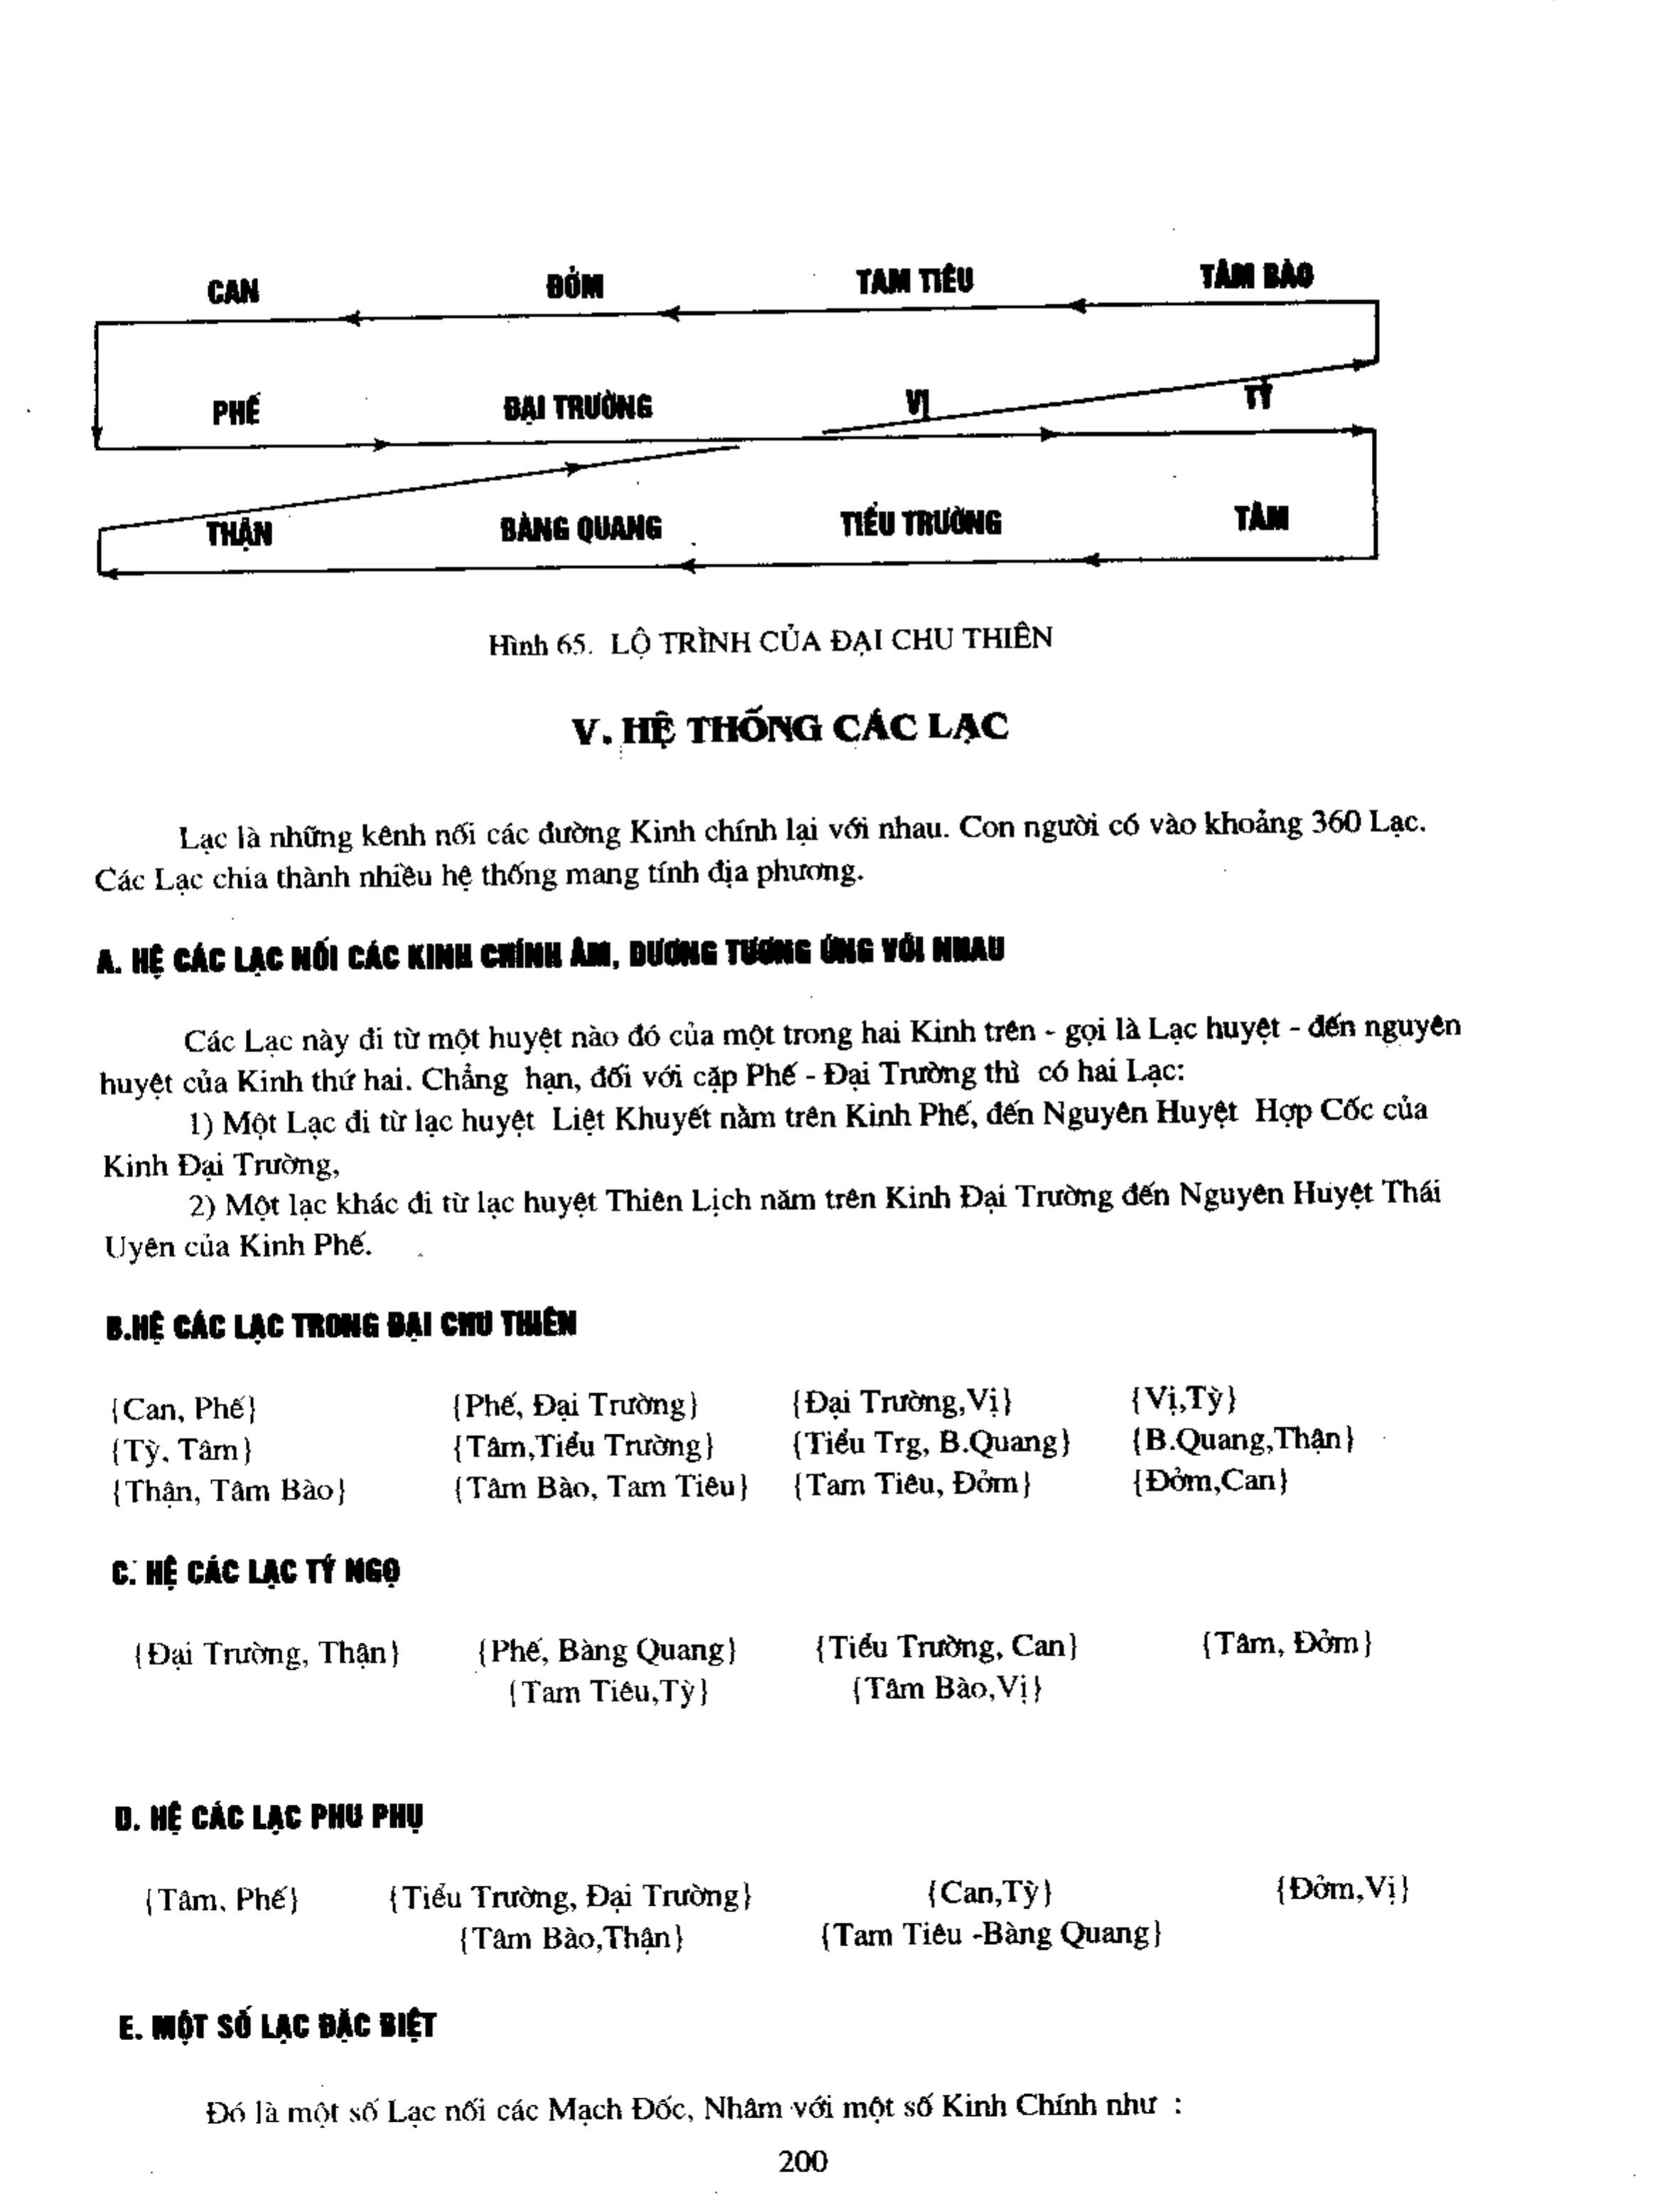 CAN ĐỞM TAM TIÊU TÂM BÀO
PHẾ ĐẠI TRƯỜNG VỊ TỲ
THẬN BÀNG QUANG TIỂU TRƯỜNG TÂM
Hình 65. LỘ TRÌNH CỦA ĐẠI CHU THIÊN
V. HỆ THỐNG CÁC LẠC
Lạc là những kênh nối các đường Kinh chính lại với nhau. Con người có vào khoảng 360 Lạc.
Các Lạc chia thành nhiều hệ thống mang tính địa phương.
A. HỆ CÁC LẠC NỐI CÁC KINH CHÍNH ÂM, DƯƠNG TƯƠNG ỨNG VỚI NHAU
Các Lạc này đi từ một huyệt nào đó của một trong hai Kinh trên - gọi là Lạc huyệt - đến nguyên
huyệt của Kinh thứ hai. Chẳng hạn, đối với cặp Phế - Đại Trường thì có hai Lạc:
1) Một Lạc đi từ lạc huyệt Liệt Khuyết nằm trên Kinh Phế, đến Nguyên Huyệt Hợp Cốc của
Kinh Đại Trường,
2) Một lạc khác đi từ lạc huyệt Thiên Lịch năm trên Kinh Đại Trường đến Nguyên Huyệt Thái
Uyên của Kinh Phế.
B.HỆ CÁC LẠC TRONG ĐẠI CHU THIÊN
{Can, Phế} {Phế, Đại Trường} {Đại Trường,Vị} {Vị,Tỳ}
{Tỳ, Tâm} {Tâm,Tiểu Trường} {Tiểu Trg, B.Quang} {B.Quang,Thận}
{Thận, Tâm Bào} {Tâm Bào, Tam Tiêu} {Tam Tiêu, Đởm} {Đởm,Can}
C. HỆ CÁC LẠC TÝ NGỌ
{Đại Trường, Thận} {Phế, Bàng Quang} {Tiểu Trường, Can} {Tâm, Đởm}
{Tam Tiêu,Tỳ} {Tâm Bào,Vị}
D. HỆ CÁC LẠC PHU PHỤ
{Tâm, Phế} {Tiểu Trường, Đại Trường} {Can,Tỳ} {Đởm,Vị}
{Tâm Bào,Thận} {Tam Tiêu -Bàng Quang}
E. MỘT SỐ LẠC ĐẶC BIỆT
Đó là một số Lạc nối các Mạch Đốc, Nhâm với một số Kinh Chính như :
200